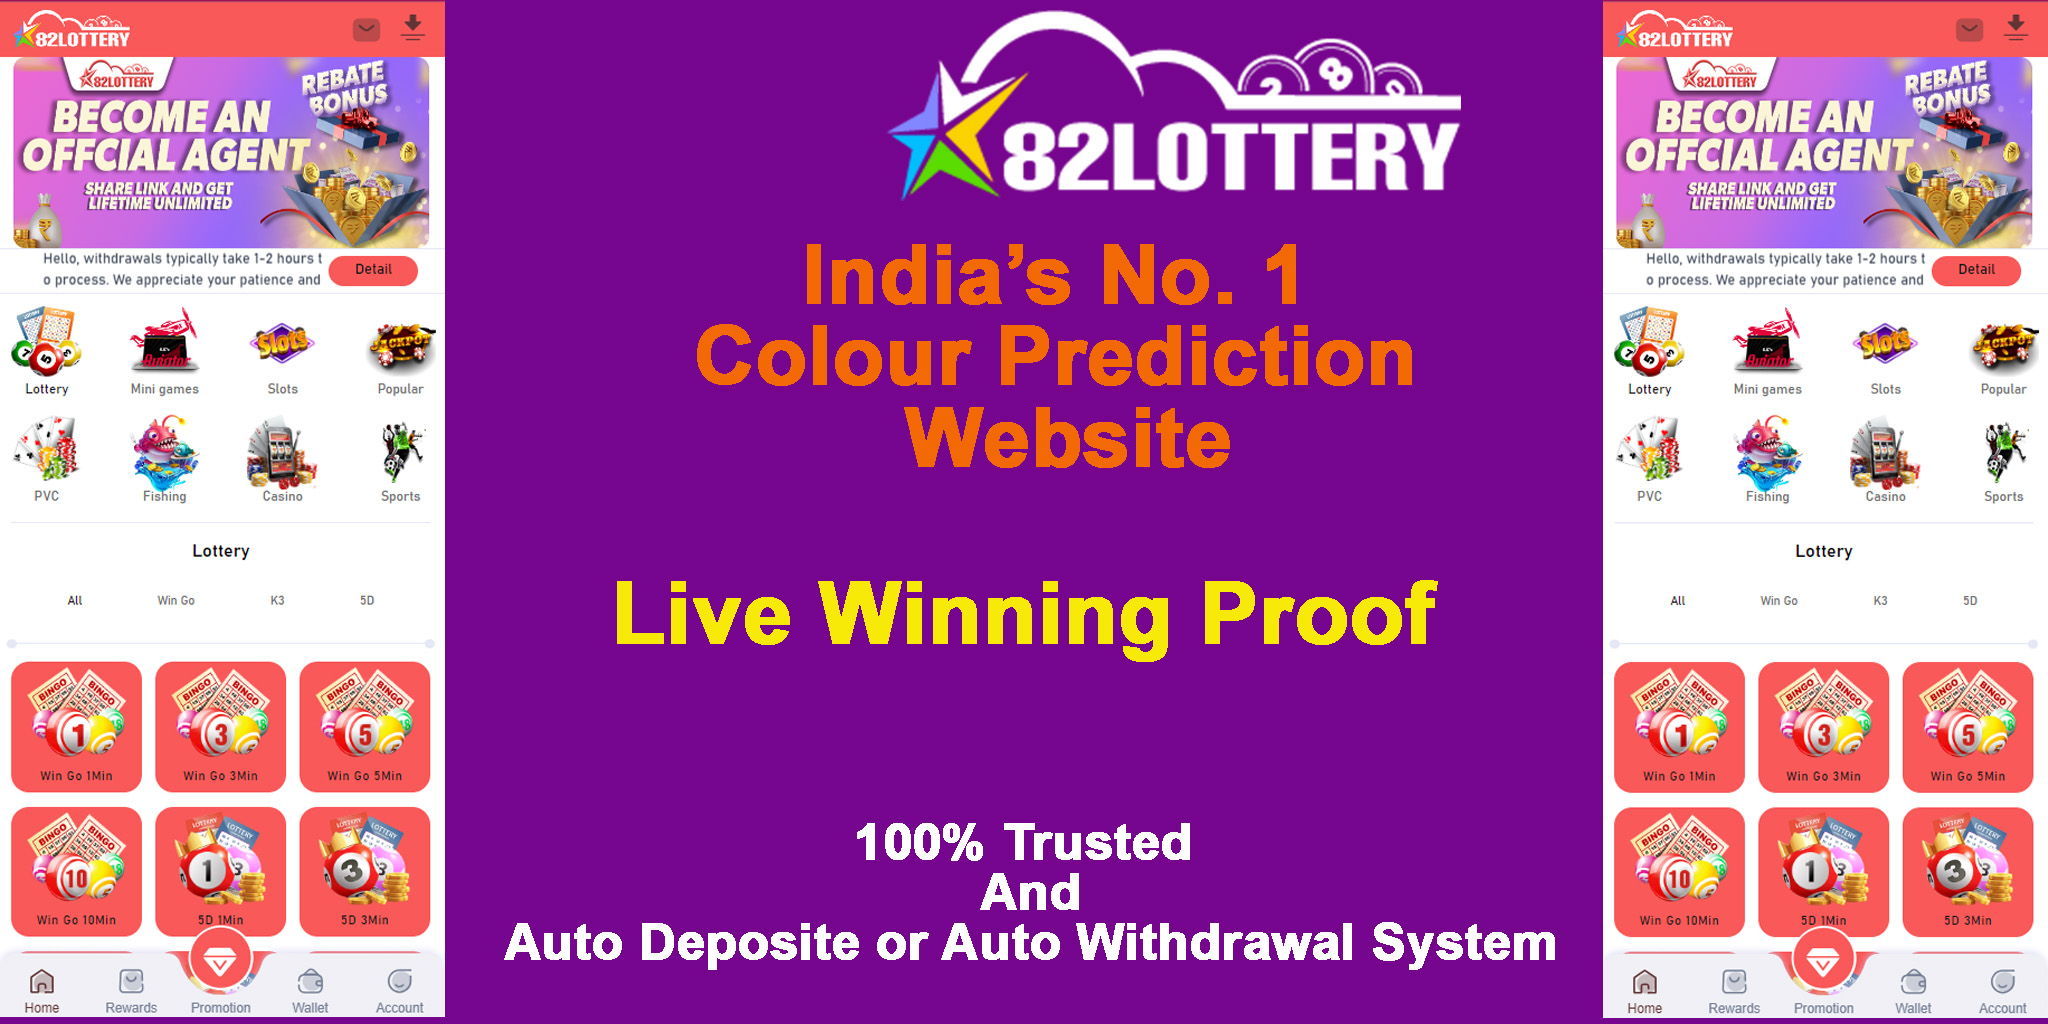 82LOTTERY
82LOTTERY
REBATE
BONUS
BECOME AN
OFFCIAL AGENT
SHARE LINK AND GET
LIFETIME UNLIMITED
Hello, withdrawals typically take 1-2 hours t
o process. We appreciate your patience and
Detail
Lottery
Mini games
Slots
Popular
PVC
Fishing
Casino
Sports
Lottery
All Win Go K3 5D
Win Go 1Min
Win Go 3Min
Win Go 5Min
Win Go 10Min
5D 1Min
5D 3Min
Home
Rewards
Promotion
Wallet
Account
2 8 0
82LOTTERY
India’s No. 1
Colour Prediction
Website
Live Winning Proof
100% Trusted
And
Auto Deposite or Auto Withdrawal System
82LOTTERY
82LOTTERY
REBATE
BONUS
BECOME AN
OFFCIAL AGENT
SHARE LINK AND GET
LIFETIME UNLIMITED
Hello, withdrawals typically take 1-2 hours t
o process. We appreciate your patience and
Detail
Lottery
Mini games
Slots
Popular
PVC
Fishing
Casino
Sports
Lottery
All Win Go K3 5D
Win Go 1Min
Win Go 3Min
Win Go 5Min
Win Go 10Min
5D 1Min
5D 3Min
Home
Rewards
Promotion
Wallet
Account